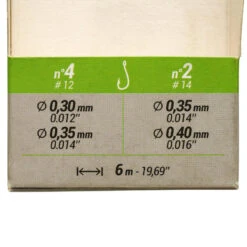 n°4 n°2
# 12 # 14
Ø 0,30 mm Ø 0,35 mm
0.012" 0.014"
Ø 0,35 mm Ø 0,40 mm
0.014" 0.016"
6 m - 19,69"